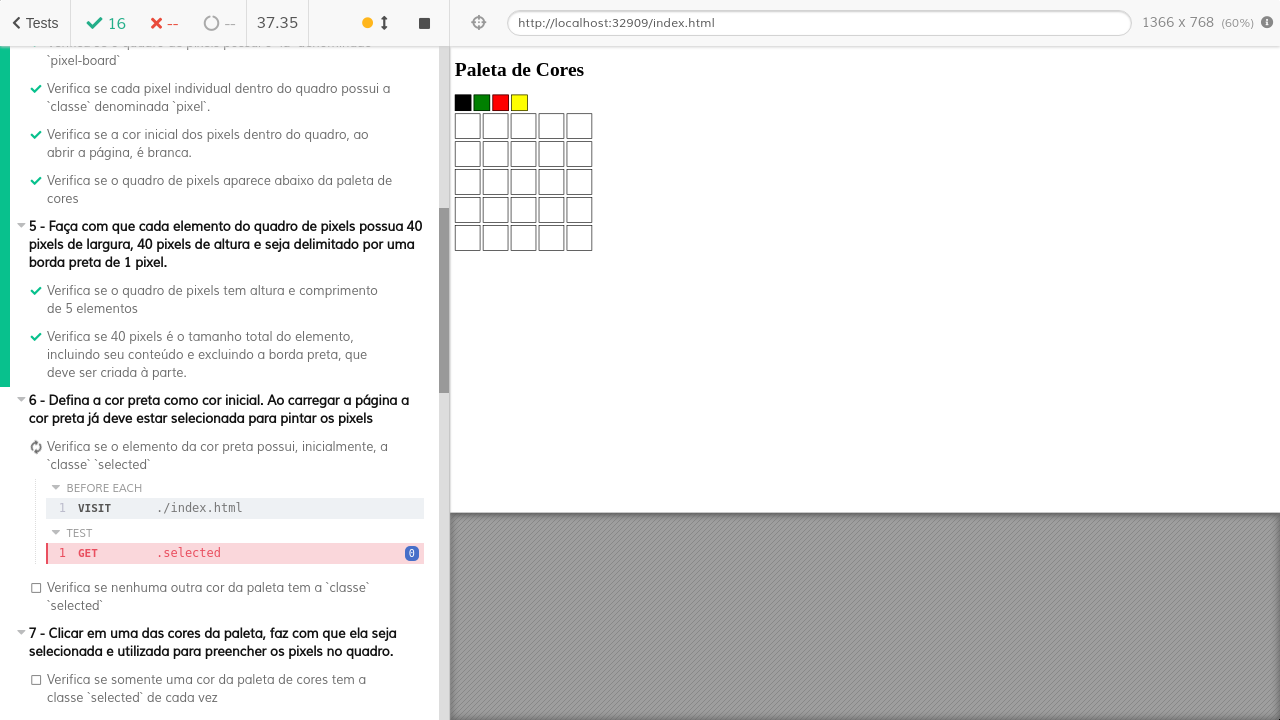 Tests
16
--
--
37.35
http://localhost:32909/index.html
1366 x 768 (60%)
`pixel-board`
Verifica se cada pixel individual dentro do quadro possui a
`classe` denominada `pixel`.
Verifica se a cor inicial dos pixels dentro do quadro, ao
abrir a página, é branca.
Verifica se o quadro de pixels aparece abaixo da paleta de
cores
5 - Faça com que cada elemento do quadro de pixels possua 40
pixels de largura, 40 pixels de altura e seja delimitado por uma
borda preta de 1 pixel.
Verifica se o quadro de pixels tem altura e comprimento
de 5 elementos
Verifica se 40 pixels é o tamanho total do elemento,
incluindo seu conteúdo e excluindo a borda preta, que
deve ser criada à parte.
6 - Defina a cor preta como cor inicial. Ao carregar a página a
cor preta já deve estar selecionada para pintar os pixels
Verifica se o elemento da cor preta possui, inicialmente, a
`classe` `selected`
BEFORE EACH
1 VISIT ./index.html
TEST
1 GET .selected 0
Verifica se nenhuma outra cor da paleta tem a `classe`
`selected`
7 - Clicar em uma das cores da paleta, faz com que ela seja
selecionada e utilizada para preencher os pixels no quadro.
Verifica se somente uma cor da paleta de cores tem a
classe `selected` de cada vez
Paleta de Cores